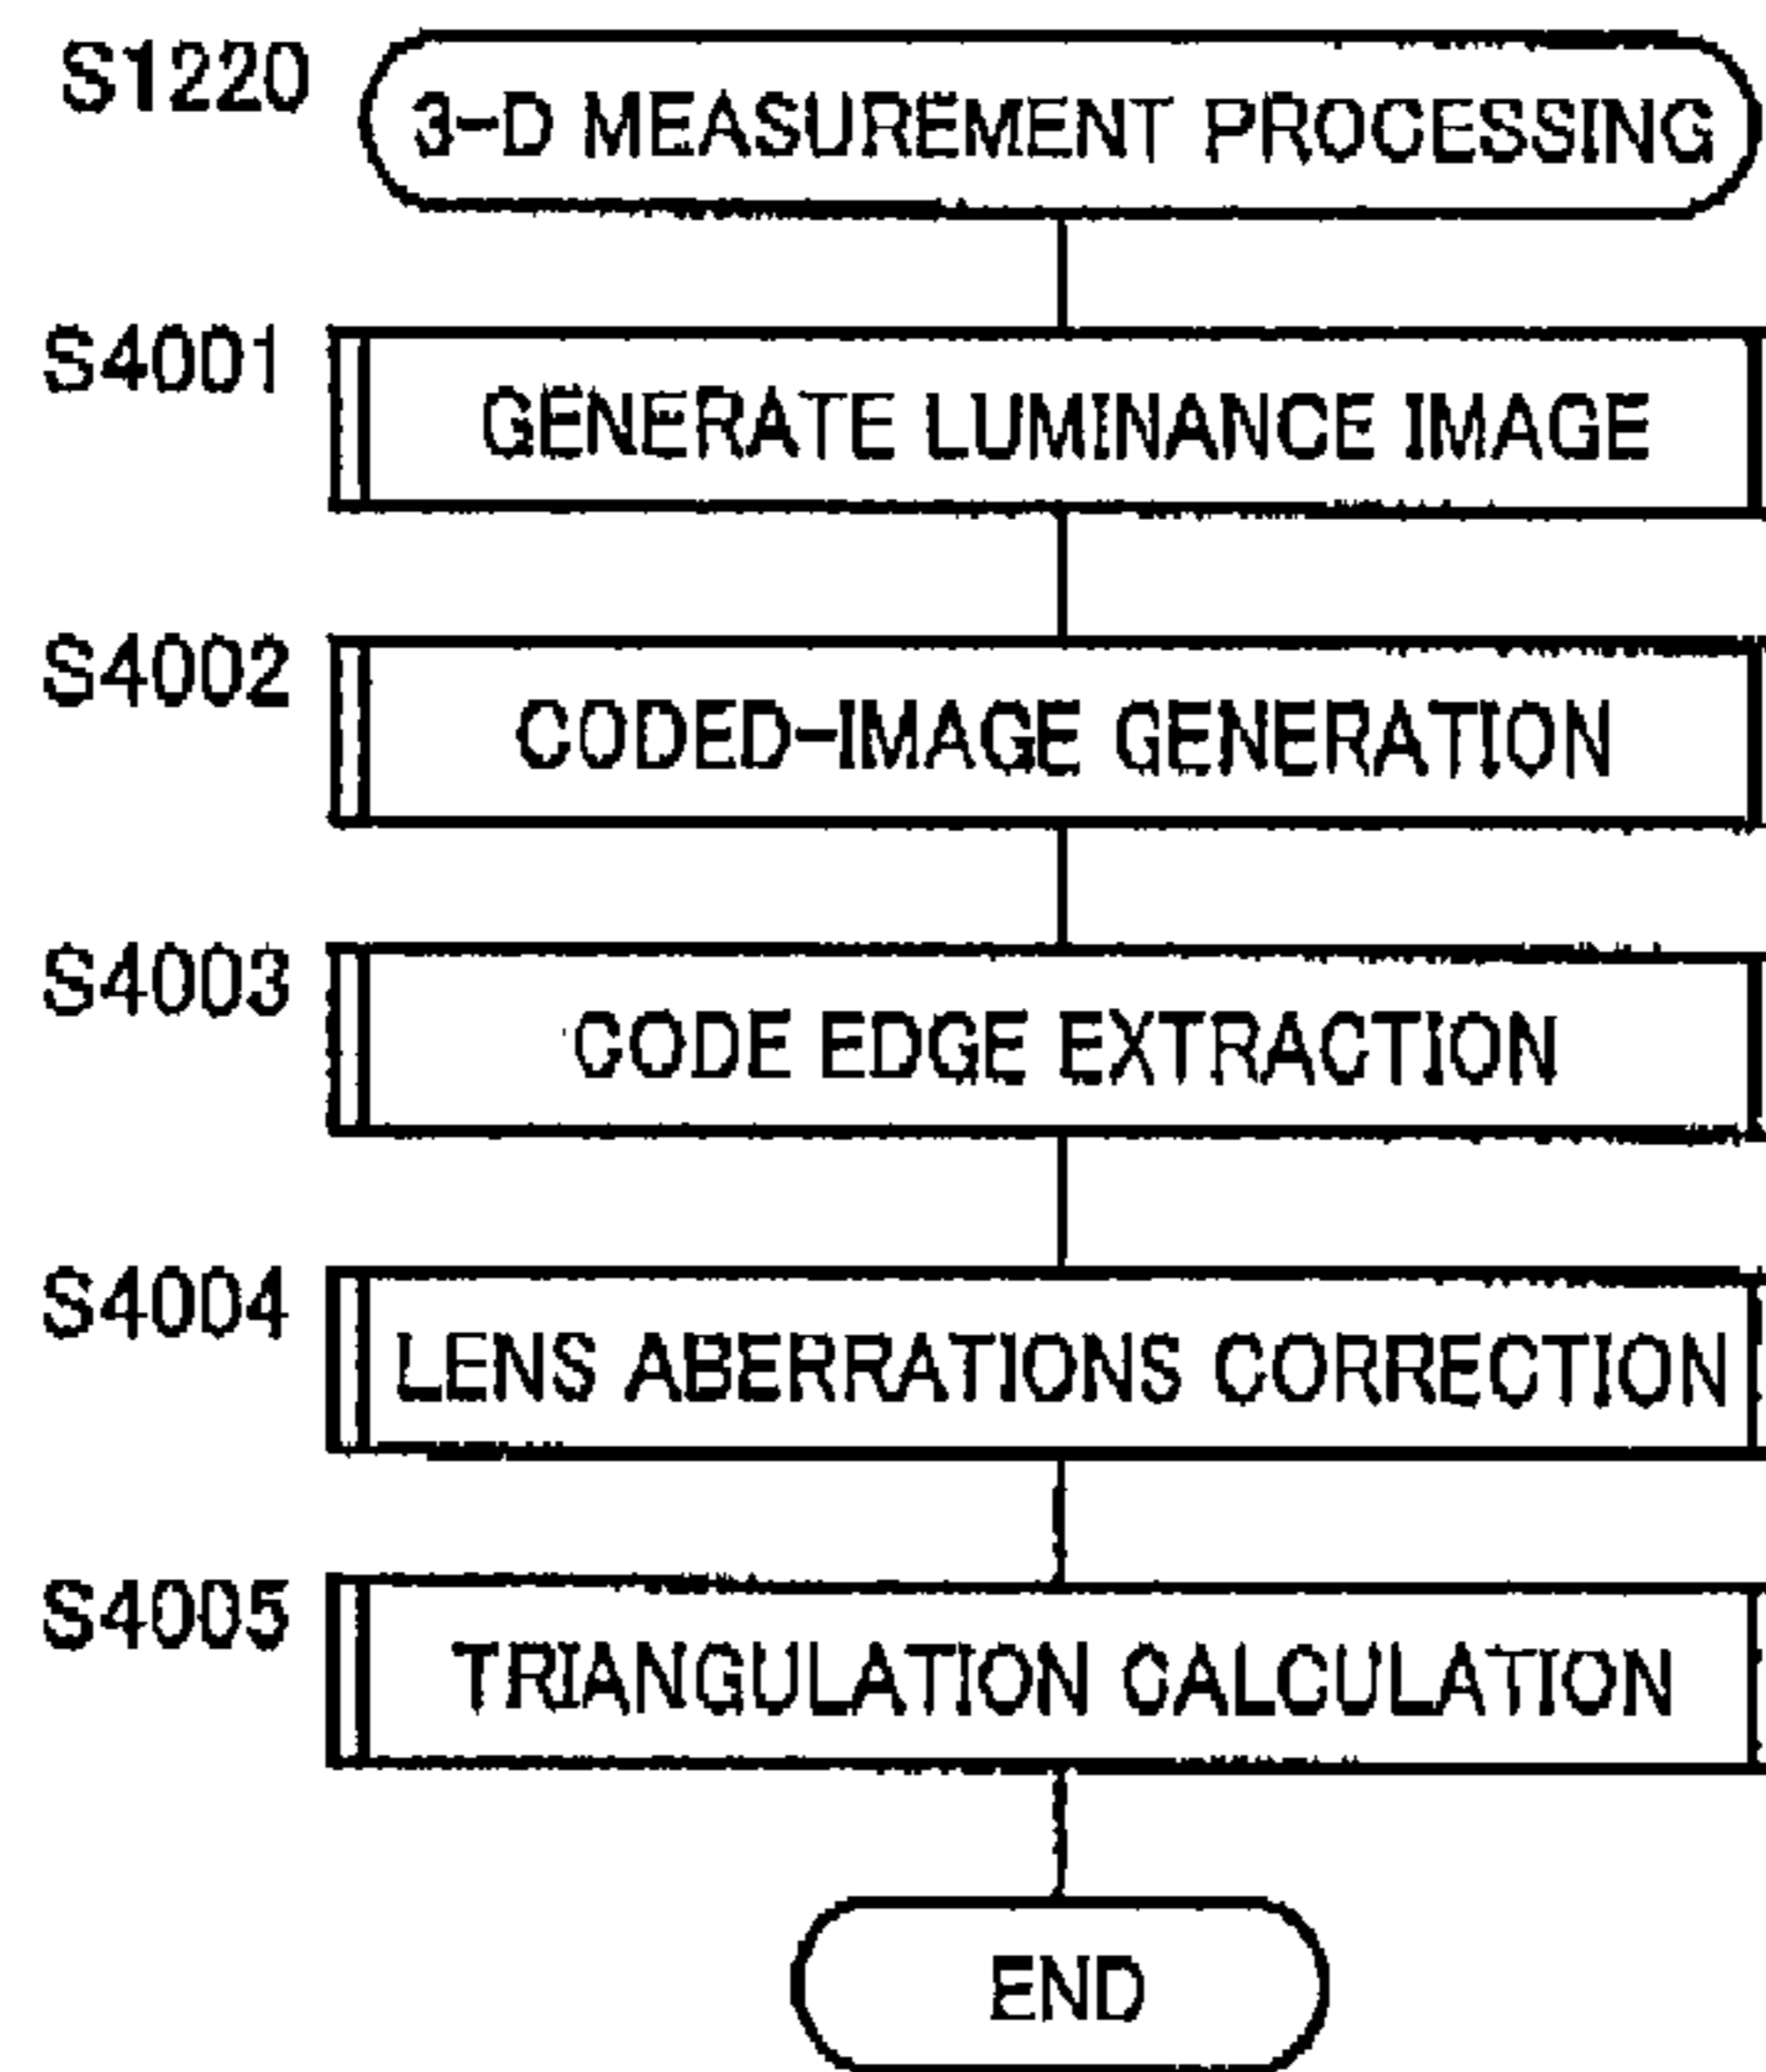 S1220 3-D MEASUREMENT PROCESSING
S4001 GENERATE LUMINANCE IMAGE
S4002 CODED-IMAGE GENERATION
S4003 CODE EDGE EXTRACTION
S4004 LENS ABERRATIONS CORRECTION
S4005 TRIANGULATION CALCULATION
END